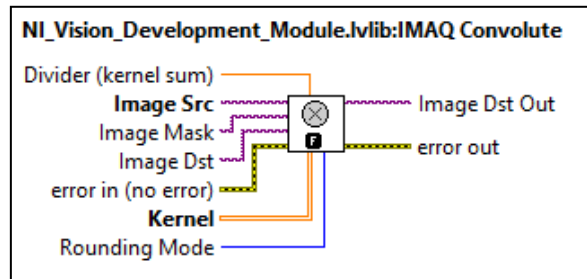 NI_Vision_Development_Module.lvlib:IMAQ Convolute
Divider (kernel sum)
Image Src
Image Mask
Image Dst
error in (no error)
Kernel
Rounding Mode
F
Image Dst Out
error out